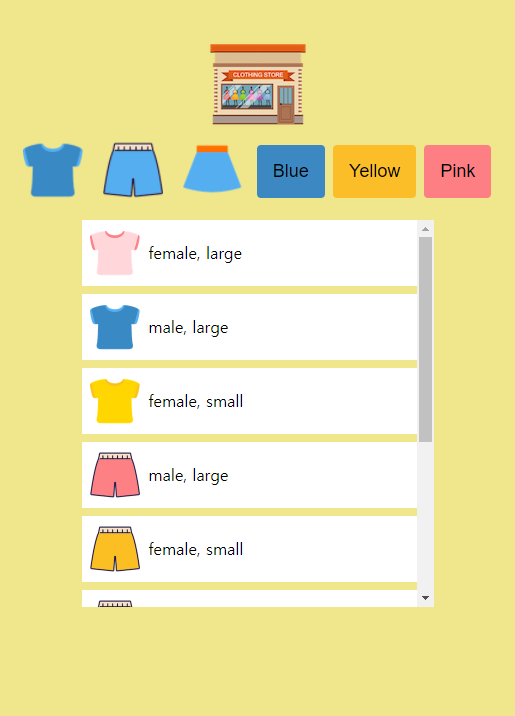 CLOTHING STORE
Blue Yellow Pink
female, large
male, large
female, small
male, large
female, small